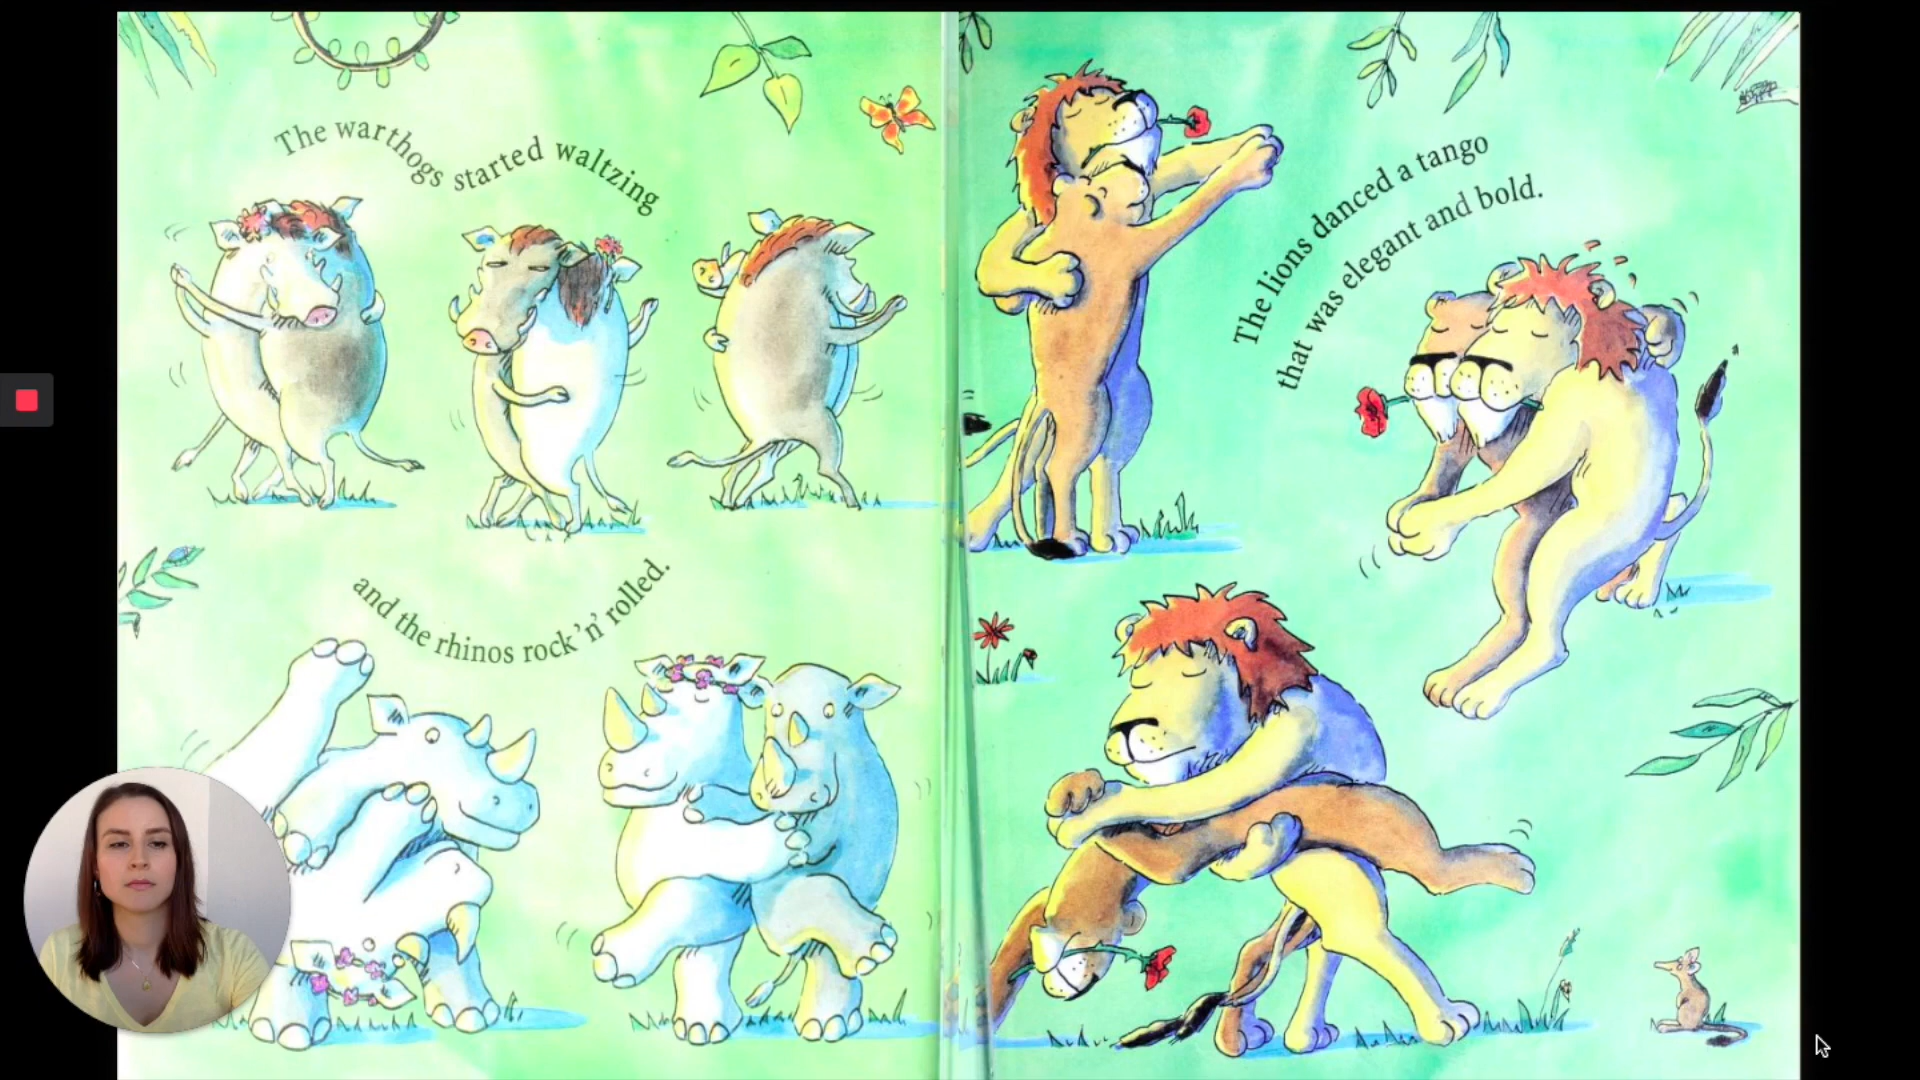 The warthogs started waltzing
and the rhinos rock 'n' rolled.
The lions danced a tango
that was elegant and bold.